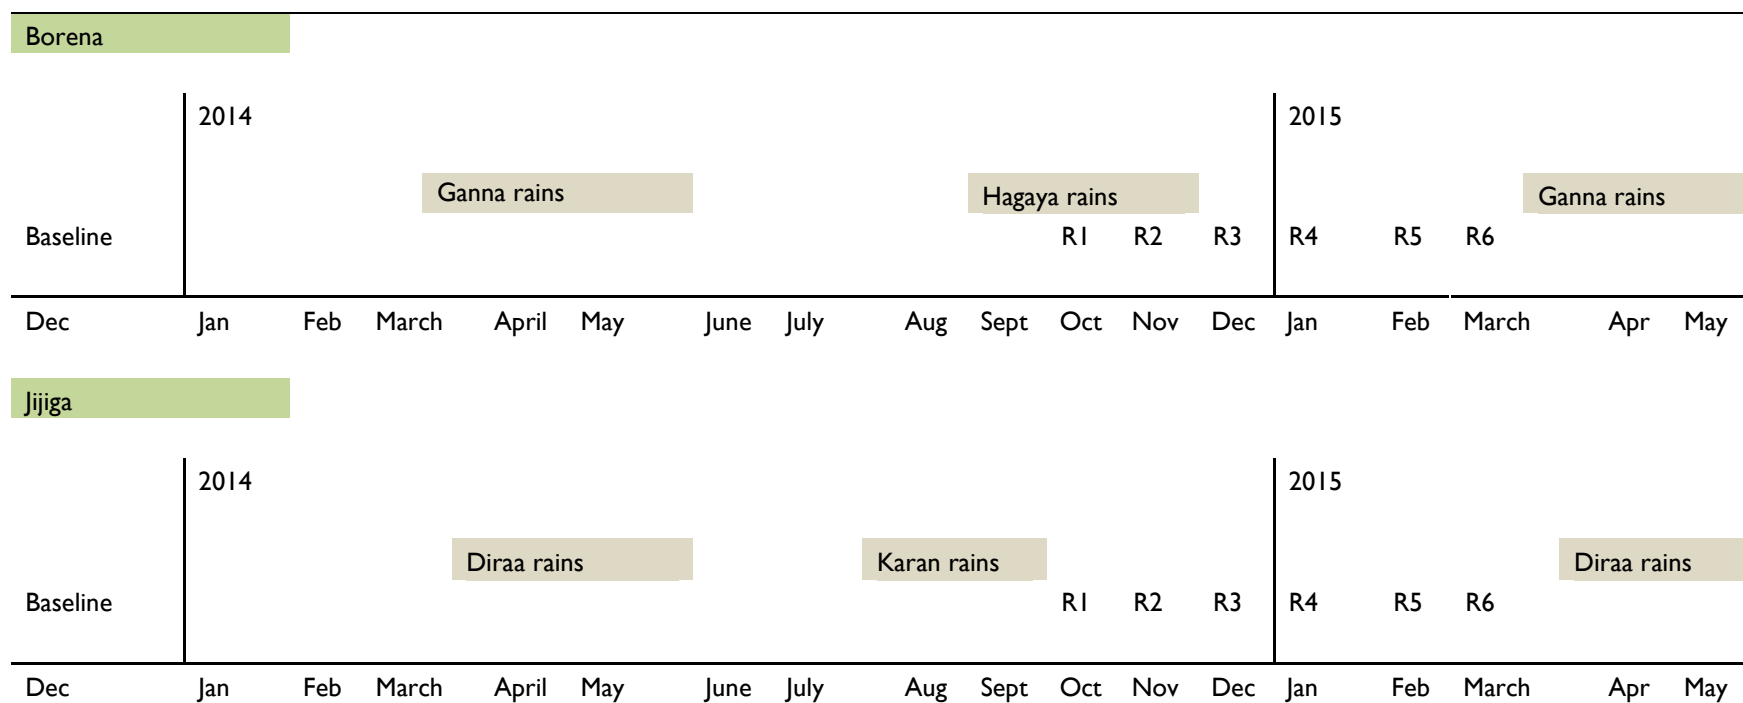 Borena
2014 2015
Ganna rains Hagaya rains Ganna rains
Baseline R1 R2 R3 R4 R5 R6
Dec Jan Feb March April May June July Aug Sept Oct Nov Dec Jan Feb March Apr May
Jijiga
2014 2015
Diraa rains Karan rains Diraa rains
Baseline R1 R2 R3 R4 R5 R6
Dec Jan Feb March April May June July Aug Sept Oct Nov Dec Jan Feb March Apr May